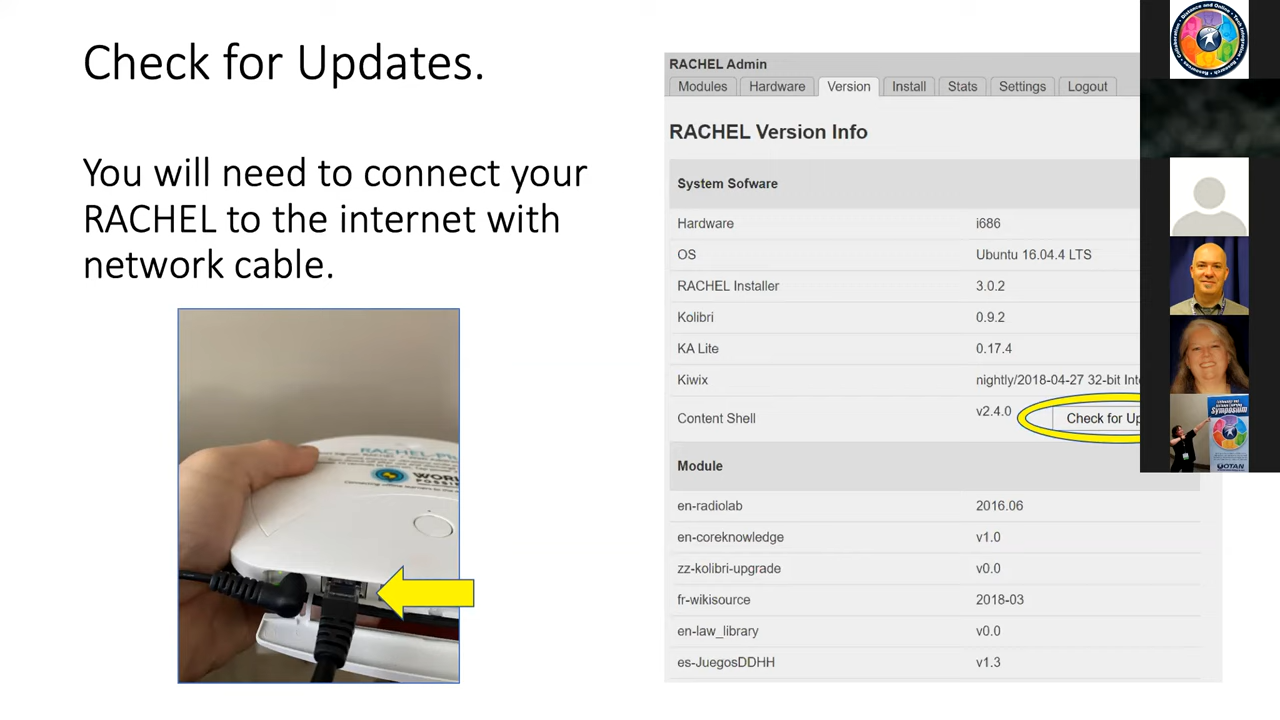 Check for Updates.
You will need to connect your
RACHEL to the internet with
network cable.
RACHEL Admin
Modules Hardware Version Install Stats Settings Logout
RACHEL Version Info
System Sofware
Hardware i686
OS Ubuntu 16.04.4 LTS
RACHEL Installer 3.0.2
Kolibri 0.9.2
KA Lite 0.17.4
Kiwix nightly/2018-04-27 32-bit
Content Shell v2.4.0 Check for
Module
en-radiolab 2016.06
en-coreknowledge v1.0
zz-kolibri-upgrade v0.0
fr-wikisource 2018-03
en-law_library v0.0
es-JuegosDDHH v1.3
Symposium
OTAN